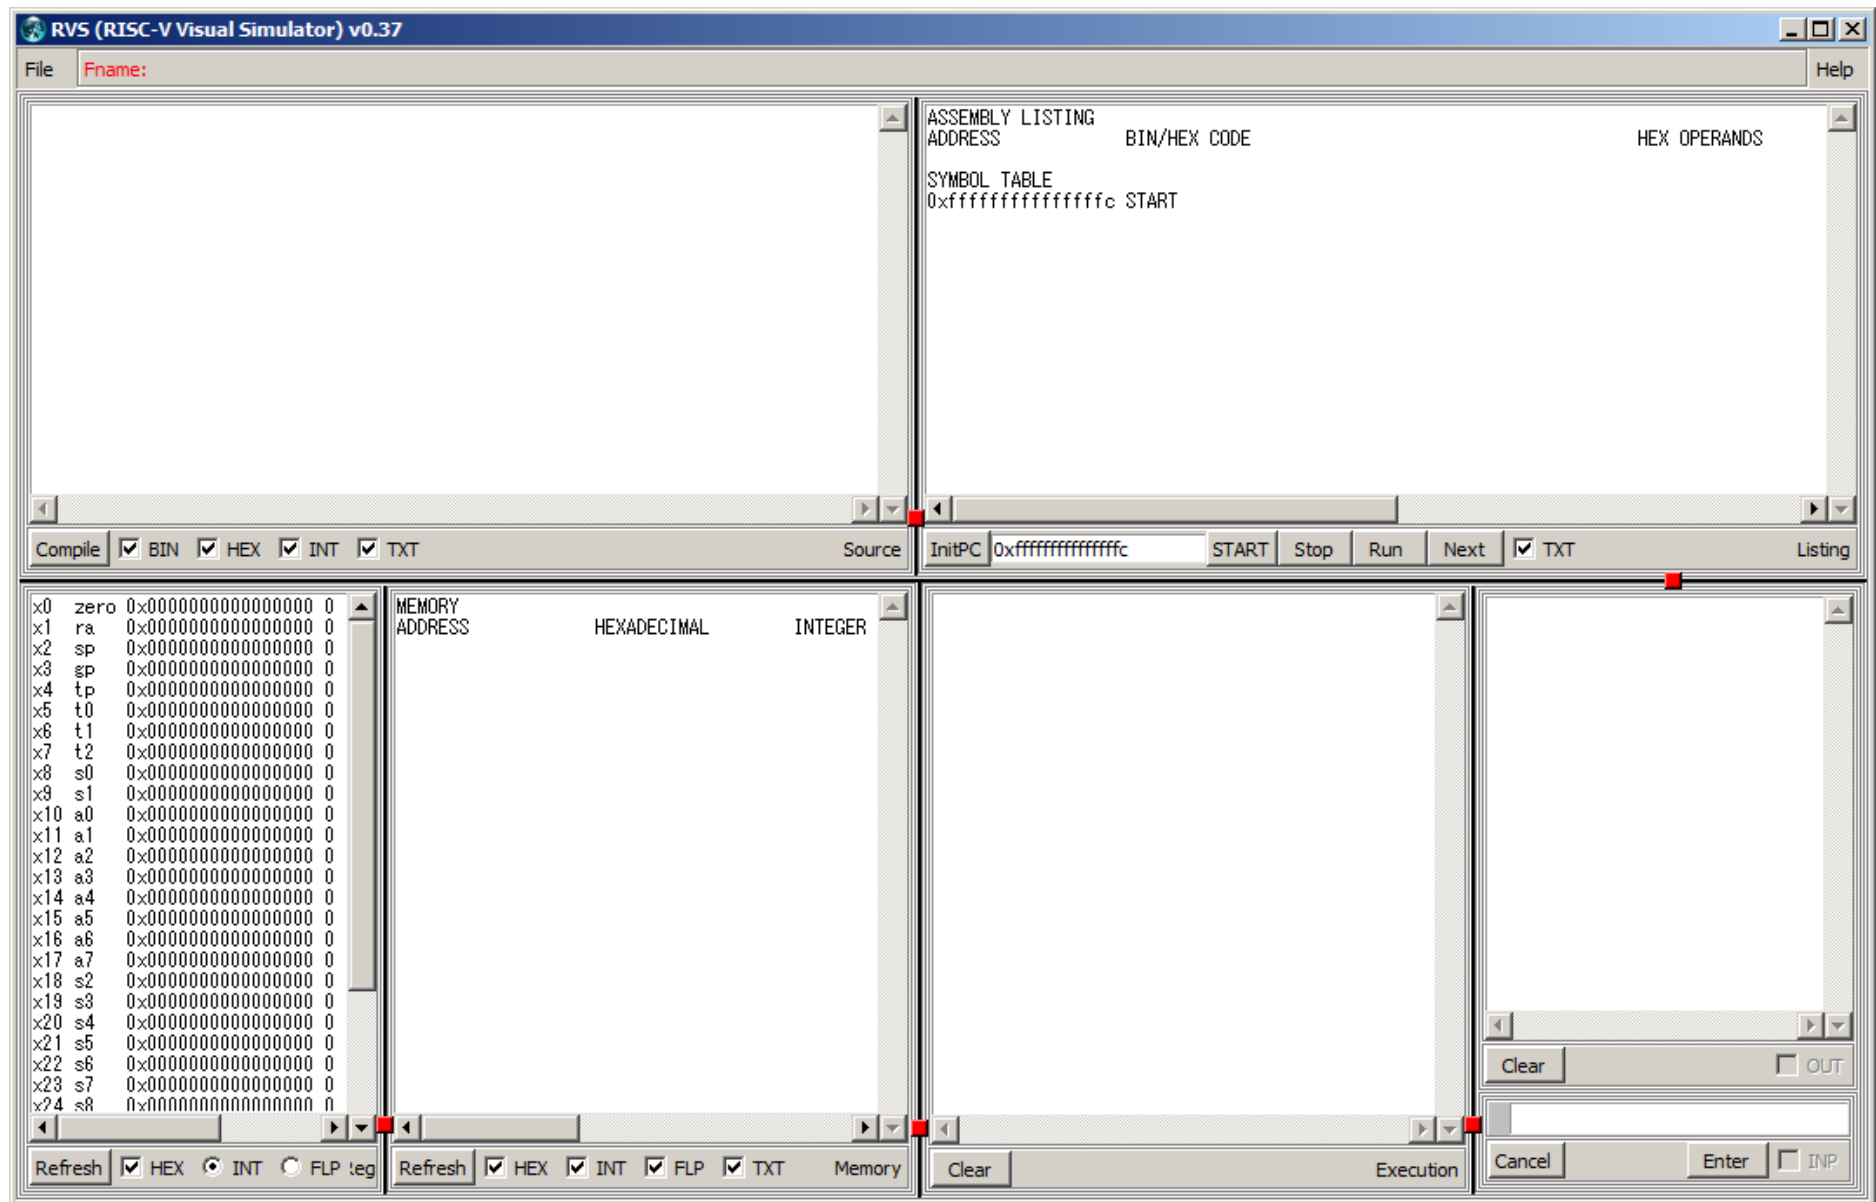 RVS (RISC-V Visual Simulator) v0.37
File Fname: Help
ASSEMBLY LISTING
ADDRESS BIN/HEX CODE HEX OPERANDS
SYMBOL TABLE
0xfffffffffffffffc START
Compile BIN HEX INT TXT Source
InitPC 0xfffffffffffffffc START Stop Run Next TXT Listing
x0 zero 0x0000000000000000 0
x1 ra 0x0000000000000000 0
x2 sp 0x0000000000000000 0
x3 gp 0x0000000000000000 0
x4 tp 0x0000000000000000 0
x5 t0 0x0000000000000000 0
x6 t1 0x0000000000000000 0
x7 t2 0x0000000000000000 0
x8 s0 0x0000000000000000 0
x9 s1 0x0000000000000000 0
x10 a0 0x0000000000000000 0
x11 a1 0x0000000000000000 0
x12 a2 0x0000000000000000 0
x13 a3 0x0000000000000000 0
x14 a4 0x0000000000000000 0
x15 a5 0x0000000000000000 0
x16 a6 0x0000000000000000 0
x17 a7 0x0000000000000000 0
x18 s2 0x0000000000000000 0
x19 s3 0x0000000000000000 0
x20 s4 0x0000000000000000 0
x21 s5 0x0000000000000000 0
x22 s6 0x0000000000000000 0
x23 s7 0x0000000000000000 0
x24 s8 0x0000000000000000 0
Refresh HEX INT FLP
MEMORY
ADDRESS HEXADECIMAL INTEGER
Refresh HEX INT FLP TXT Memory
Clear Execution
Clear OUT
Cancel Enter INP